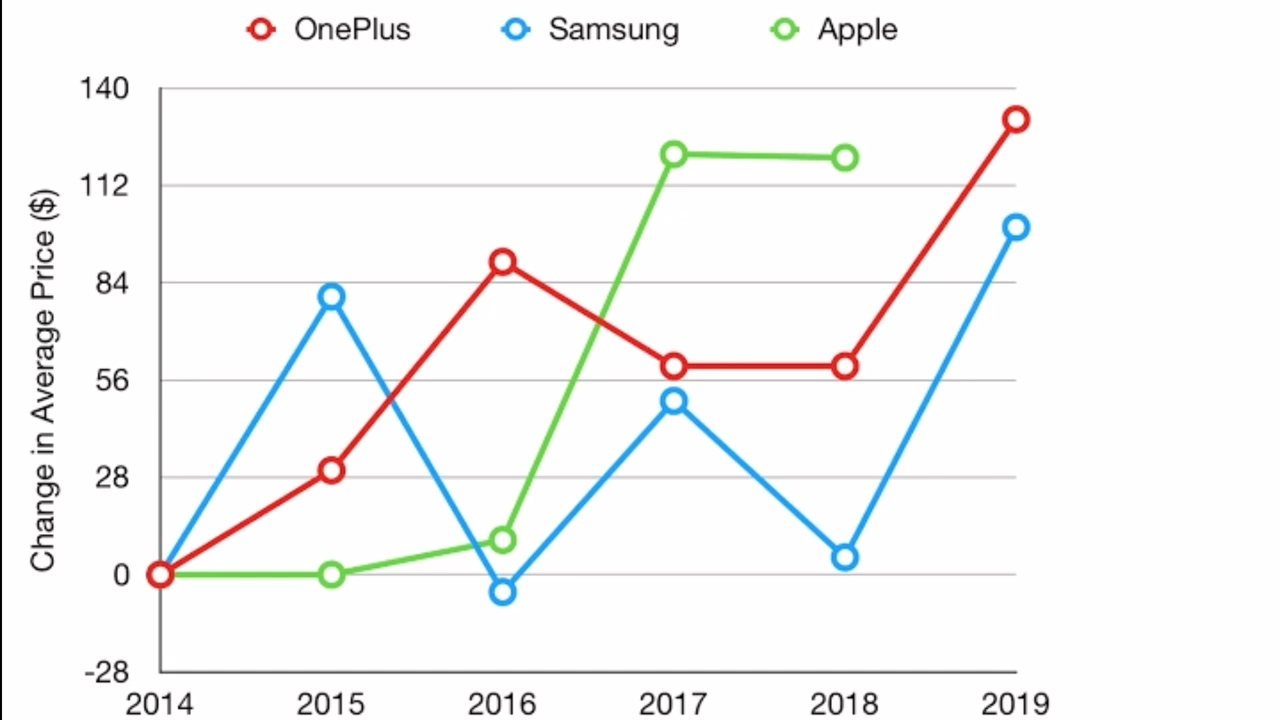 OnePlus Samsung Apple
140
112
84
56
28
0
-28
Change in Average Price ($)
2014 2015 2016 2017 2018 2019